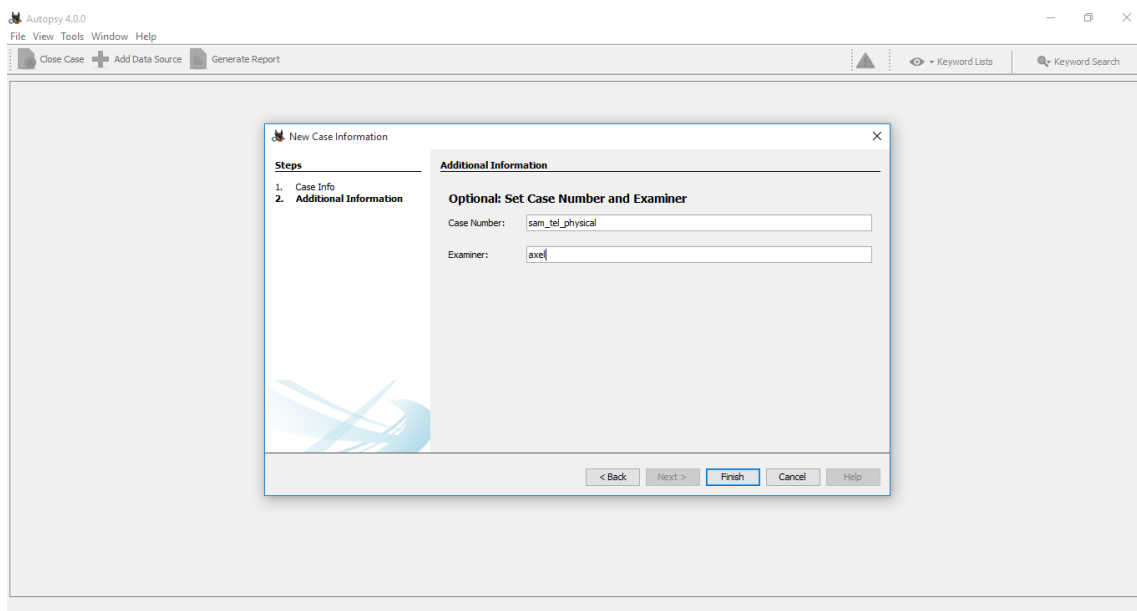 Autopsy 4.0.0
File View Tools Window Help
Close Case Add Data Source Generate Report Keyword Lists Keyword Search
New Case Information
Steps
1. Case Info
2. Additional Information
Additional Information
Optional: Set Case Number and Examiner
Case Number: sam_tel_physical
Examiner: axel
< Back Next > Finish Cancel Help